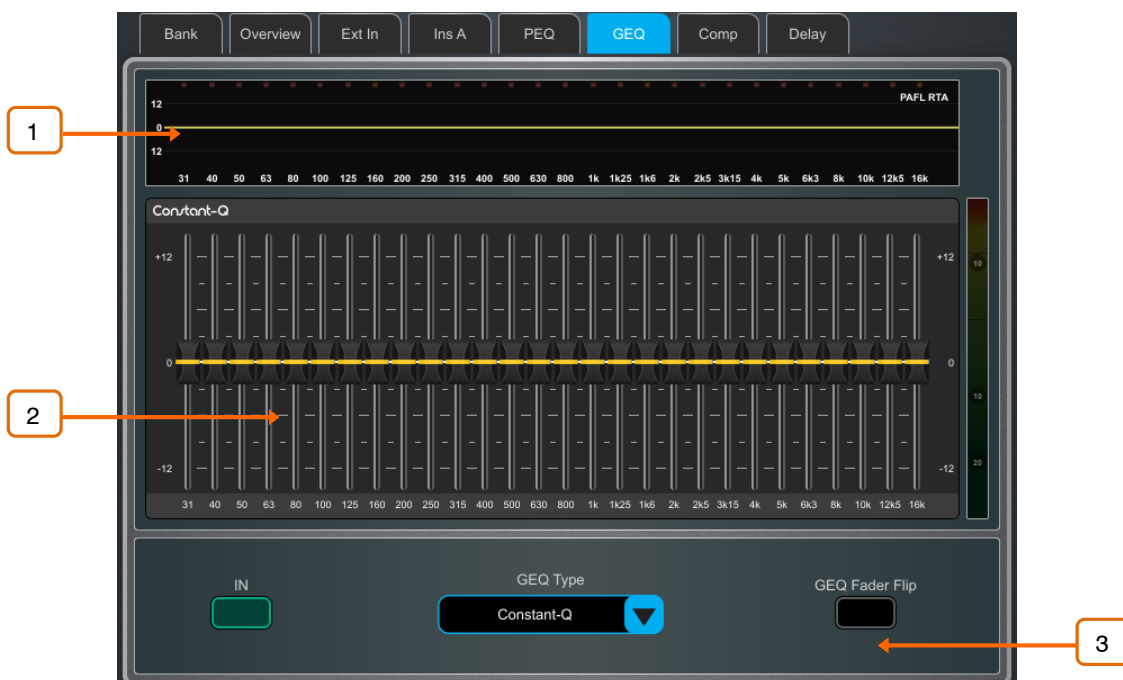 Bank Overview Ext In Ins A PEQ GEQ Comp Delay
PAFL RTA
12
0
12
1
31 40 50 63 80 100 125 160 200 250 315 400 500 630 800 1k 1k25 1k6 2k 2k5 3k15 4k 5k 6k3 8k 10k 12k5 16k
Constant-Q
+12 +12
10
0 0
2
10
-12 -12
20
31 40 50 63 80 100 125 160 200 250 315 400 500 630 800 1k 1k25 1k6 2k 2k5 3k15 4k 5k 6k3 8k 10k 12k5 16k
IN
GEQ Type
GEQ Fader Flip
Constant-Q
3